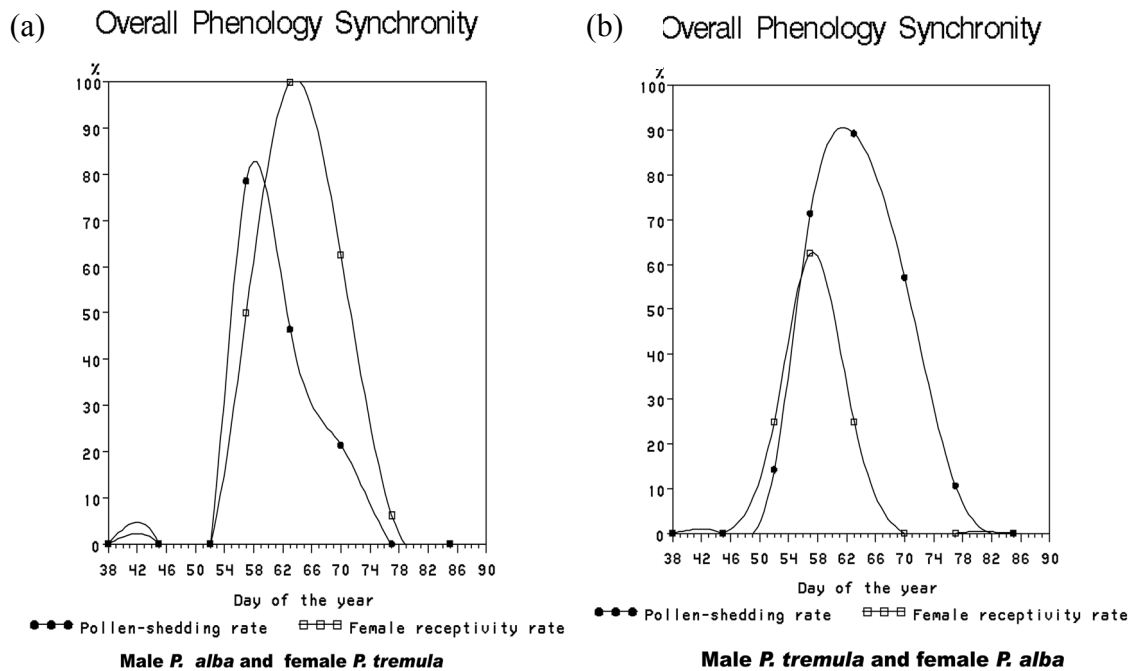 (a) Overall Phenology Synchronity
%
100
90
80
70
60
50
40
30
20
10
0
38 42 46 50 54 58 62 66 70 74 78 82 86 90
Day of the year
Pollen-shedding rate Female receptivity rate
Male P. alba and female P. tremula
(b) Overall Phenology Synchronity
%
100
90
80
70
60
50
40
30
20
10
0
38 42 46 50 54 58 62 66 70 74 78 82 86 90
Day of the year
Pollen-shedding rate Female receptivity rate
Male P. tremula and female P. alba